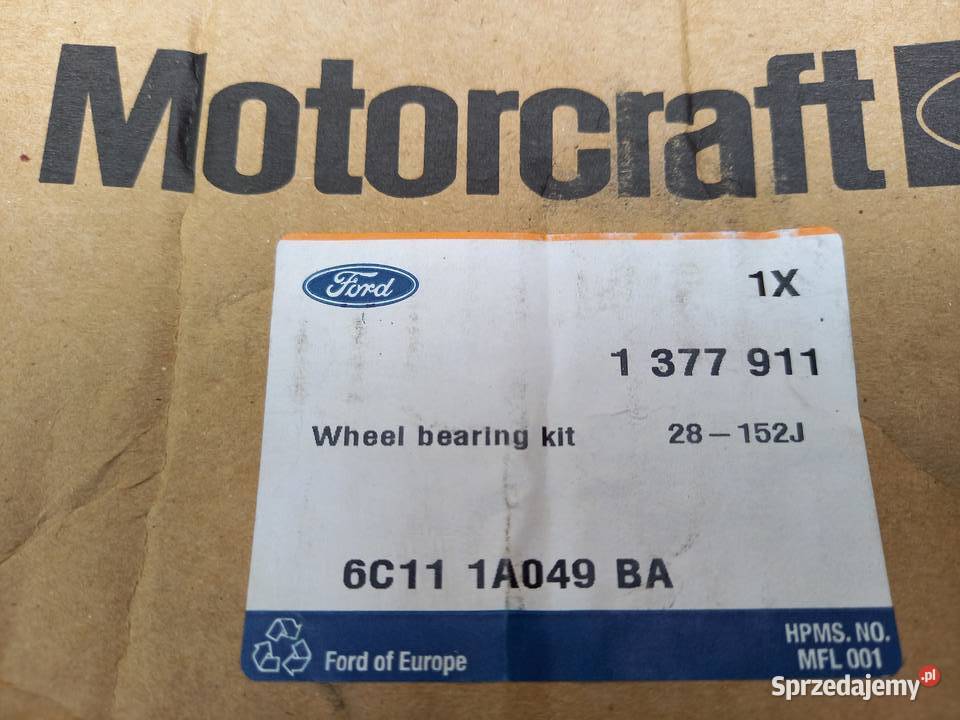 Motorcraft
Ford
1X
1 377 911
Wheel bearing kit 28-152J
6C11 1A049 BA
Ford of Europe
HPMS. NO.
MFL 001
Sprzedajemy.pl